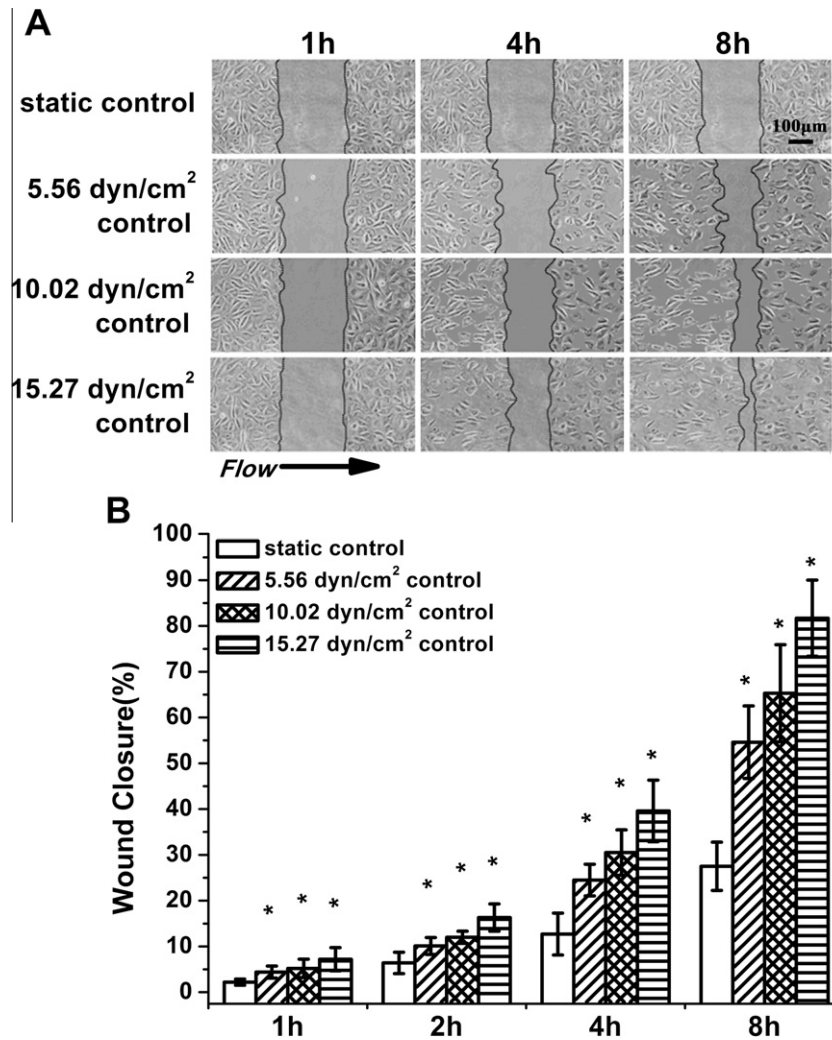 A
1h 4h 8h
static control
100μm
5.56 dyn/cm²
control
10.02 dyn/cm²
control
15.27 dyn/cm²
control
Flow
B
static control
5.56 dyn/cm² control
10.02 dyn/cm² control
15.27 dyn/cm² control
Wound Closure(%)
100
90
80
70
60
50
40
30
20
10
0
* * *
* * *
* * *
* * *
1h 2h 4h 8h